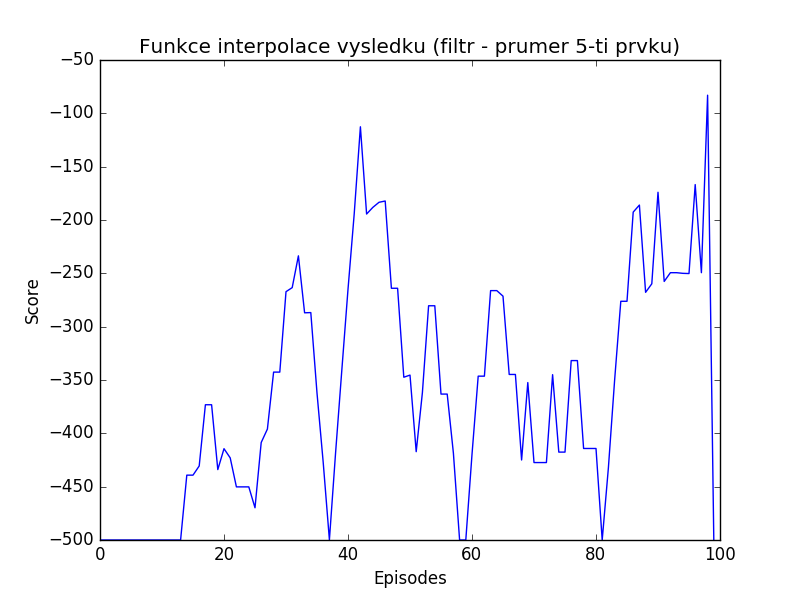 Funkce interpolace vysledku (filtr - prumer 5-ti prvku)
−50
−100
−150
−200
−250
−300
−350
−400
−450
−500
Score
0 20 40 60 80 100
Episodes